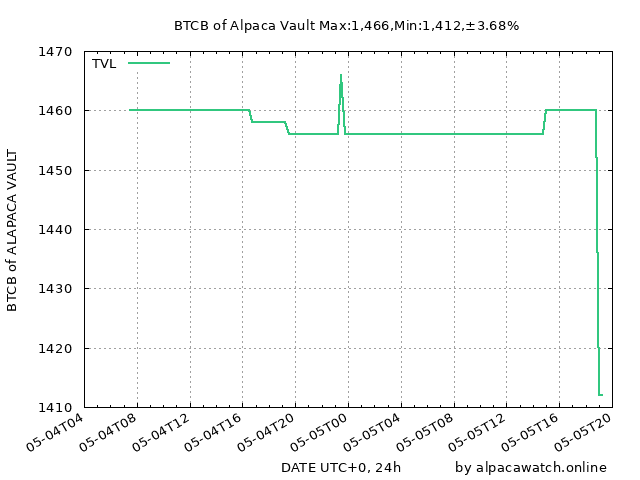 BTCB of Alpaca Vault Max:1,466,Min:1,412,±3.68%
TVL
1470
1460
1450
1440
1430
1420
1410
BTCB of ALAPACA VAULT
05-04T04
05-04T08
05-04T12
05-04T16
05-04T20
05-05T00
05-05T04
05-05T08
05-05T12
05-05T16
05-05T20
DATE UTC+0, 24h
by alpacawatch.online